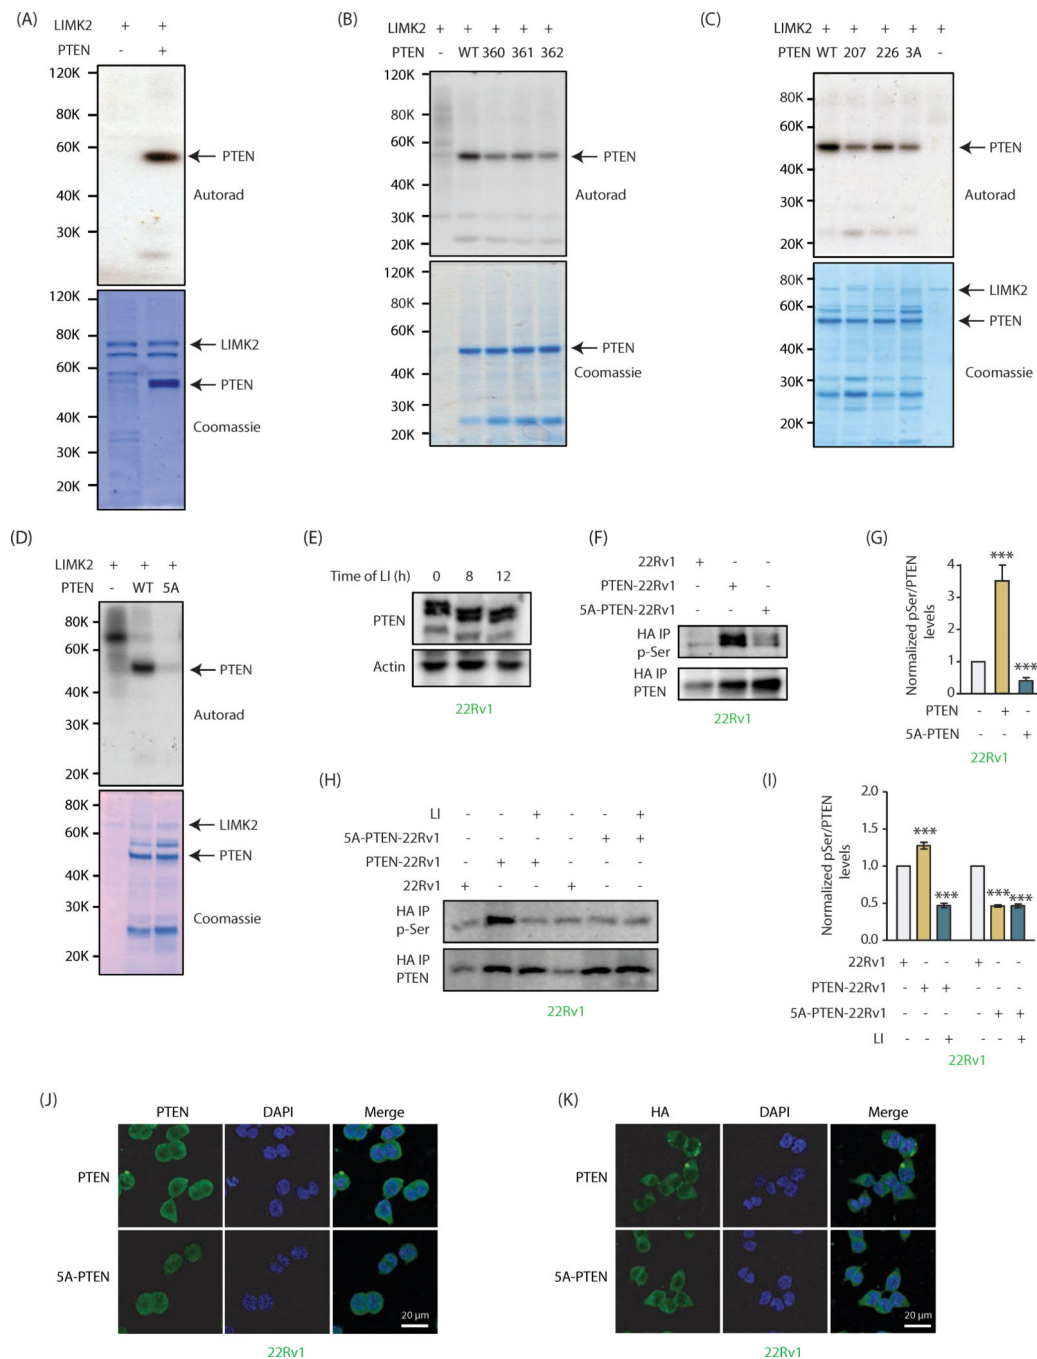 (A)
LIMK2 + +
PTEN - +
120K
80K
60K
40K
30K
PTEN
Autorad
120K
80K
60K
40K
30K
20K
LIMK2
PTEN
Coomassie
(B)
LIMK2 + + + + +
PTEN - WT 360 361 362
120K
80K
60K
40K
30K
20K
PTEN
Autorad
120K
80K
60K
40K
30K
20K
PTEN
Coomassie
(C)
LIMK2 + + + + +
PTEN WT 207 226 3A -
80K
60K
40K
30K
20K
PTEN
Autorad
80K
60K
40K
30K
20K
LIMK2
PTEN
Coomassie
(D)
LIMK2 + + +
PTEN - WT 5A
80K
60K
40K
30K
20K
PTEN
Autorad
80K
60K
40K
30K
20K
LIMK2
PTEN
Coomassie
(E)
Time of LI (h) 0 8 12
PTEN
Actin
22Rv1
(F)
22Rv1 + - -
PTEN-22Rv1 - + -
5A-PTEN-22Rv1 - - +
HA IP
p-Ser
HA IP
PTEN
22Rv1
(G)
Normalized pSer/PTEN
levels
4
3
2
1
0
***
***
PTEN - + -
5A-PTEN - - +
22Rv1
(H)
LI - - + - - +
5A-PTEN-22Rv1 - - - - + +
PTEN-22Rv1 - + + - - -
22Rv1 + - - + - -
HA IP
p-Ser
HA IP
PTEN
22Rv1
(I)
Normalized pSer/PTEN
levels
2.0
1.5
1.0
0.5
0.0
***
***
***
***
22Rv1 + - - + - -
PTEN-22Rv1 - + + - - -
5A-PTEN-22Rv1 - - - - + +
LI - - + - - +
22Rv1
(J)
PTEN DAPI Merge
PTEN
5A-PTEN
20 µm
22Rv1
(K)
HA DAPI Merge
PTEN
5A-PTEN
20 µm
22Rv1